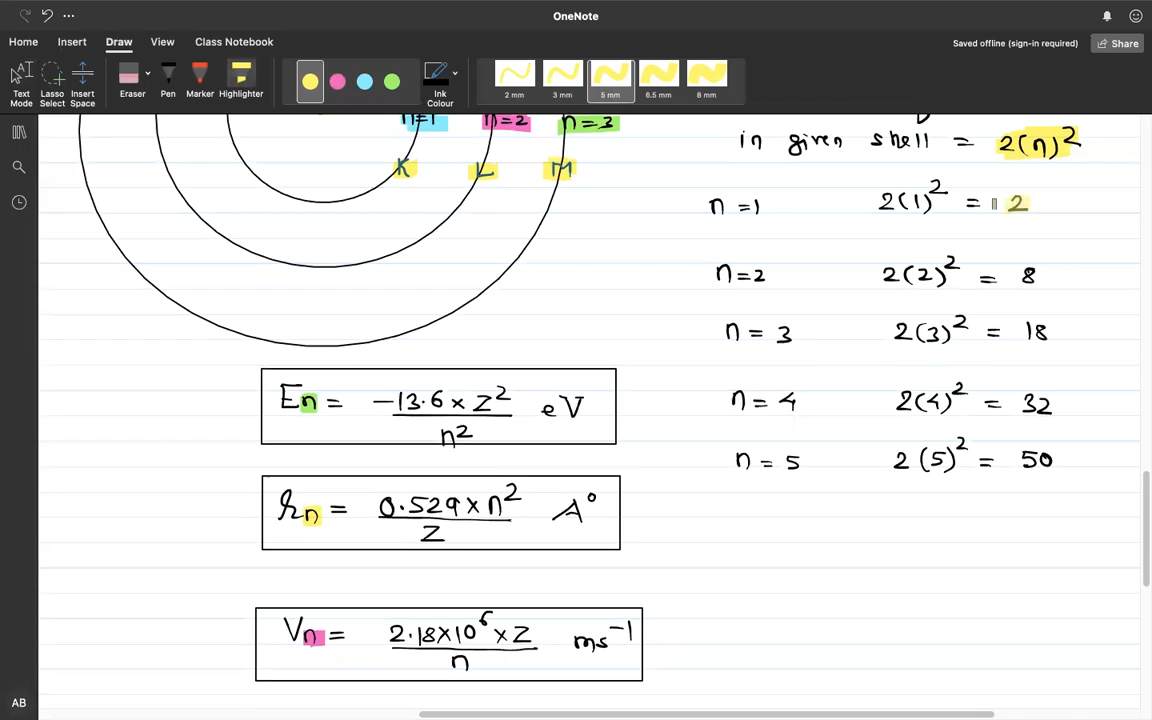 OneNote
Home Insert Draw View Class Notebook
Saved offline (sign-in required) Share
Text Mode
Lasso Select
Insert Space
Eraser
Pen
Marker
Highlighter
Ink Colour
2 mm 3 mm 5 mm 6.5 mm 8 mm
n=1 n=2 n=3
K L M
in given shell = 2(n)²
n =1 2(1)² = 2
n=2 2(2)² = 8
n = 3 2(3)² = 18
n = 4 2(4)² = 32
n = 5 2(5)² = 50
En = -13.6 × Z² / n² eV
rn = 0.529 × n² / Z A°
Vn = 2.18×10⁶ × Z / n ms⁻¹
AB